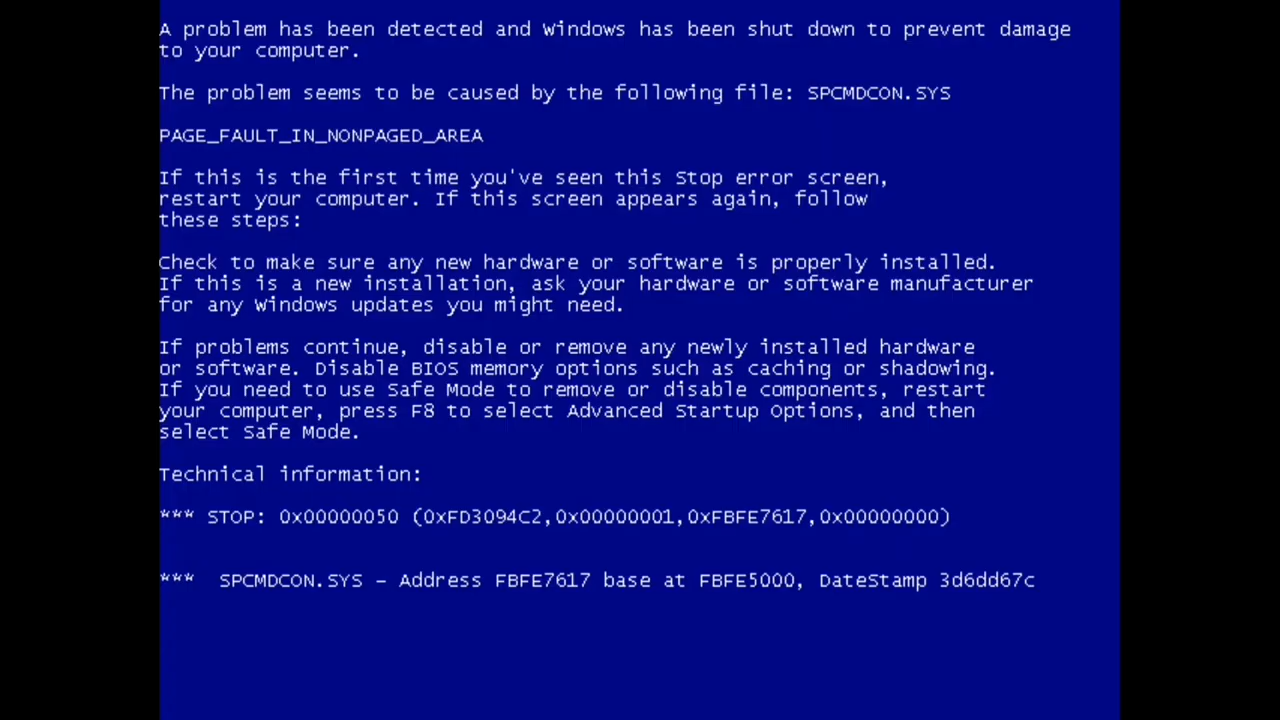 A problem has been detected and Windows has been shut down to prevent damage
to your computer.
The problem seems to be caused by the following file: SPCMDCON.SYS
PAGE_FAULT_IN_NONPAGED_AREA
If this is the first time you've seen this Stop error screen,
restart your computer. If this screen appears again, follow
these steps:
Check to make sure any new hardware or software is properly installed.
If this is a new installation, ask your hardware or software manufacturer
for any Windows updates you might need.
If problems continue, disable or remove any newly installed hardware
or software. Disable BIOS memory options such as caching or shadowing.
If you need to use Safe Mode to remove or disable components, restart
your computer, press F8 to select Advanced Startup Options, and then
select Safe Mode.
Technical information:
*** STOP: 0x00000050 (0xFD3094C2,0x00000001,0xFBFE7617,0x00000000)
***  SPCMDCON.SYS – Address FBFE7617 base at FBFE5000, DateStamp 3d6dd67c